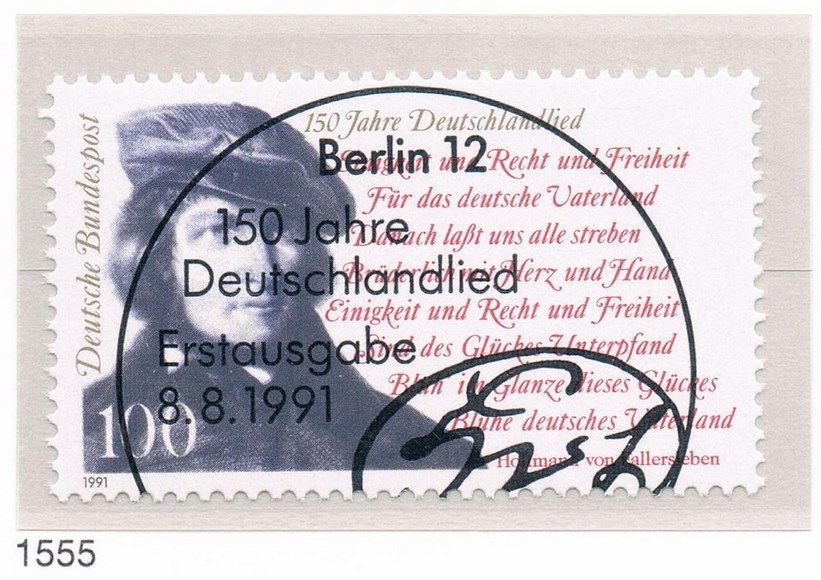 Deutsche Bundespost
150 Jahre Deutschlandlied
Einigkeit und Recht und Freiheit
Für das deutsche Vaterland
Danach laßt uns alle streben
Brüderlich mit Herz und Hand
Einigkeit und Recht und Freiheit
Sind des Glückes Unterpfand
Blüh im Glanze dieses Glückes
Blühe deutsches Vaterland
Hoffmann von Fallersleben
100
1991
Berlin 12
150 Jahre
Deutschlandlied
Erstausgabe
8.8.1991
1555